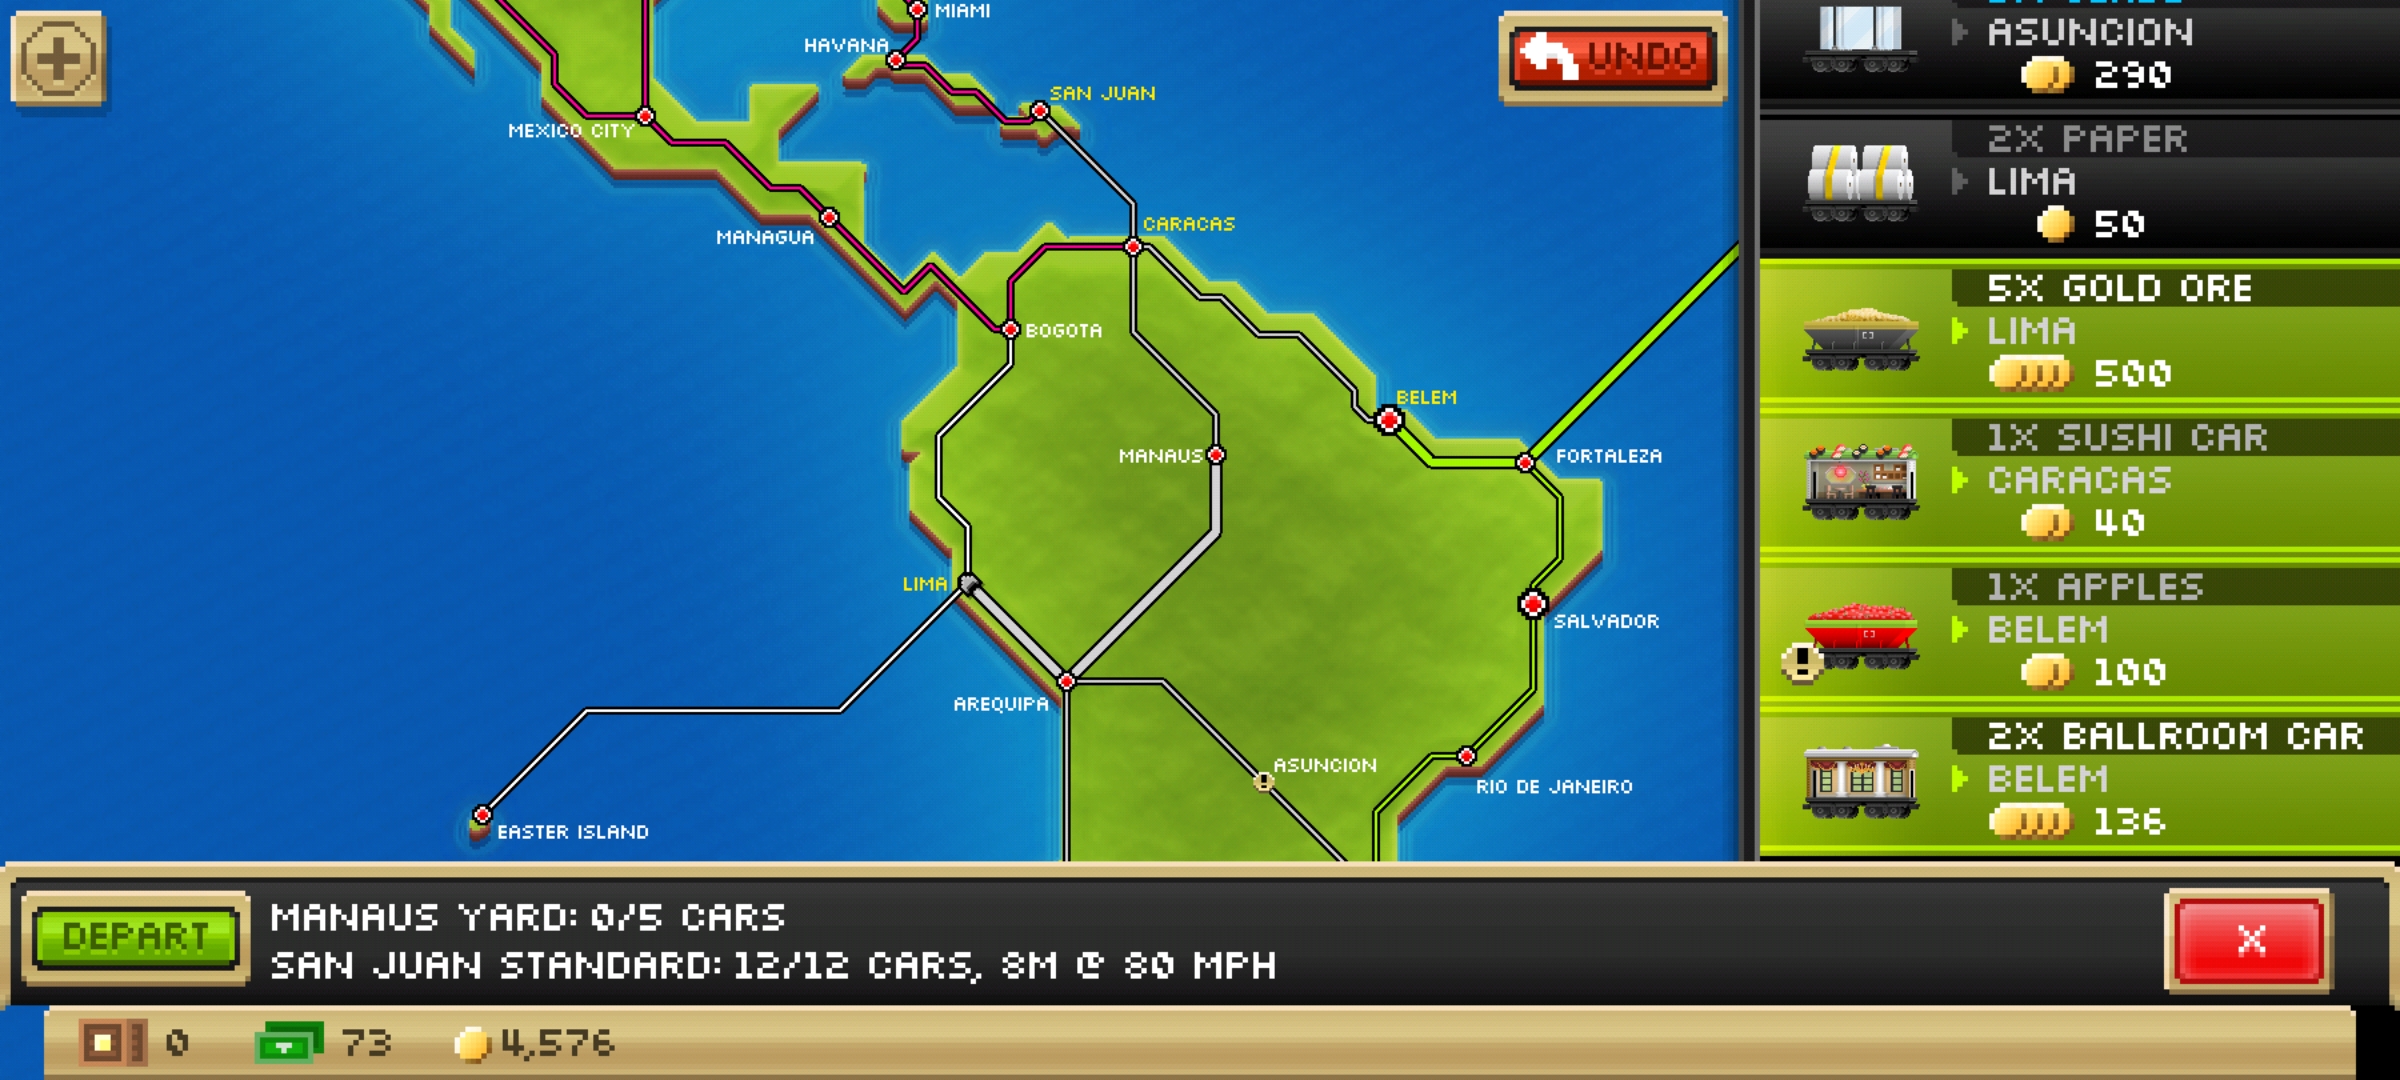 MIAMI
HAVANA
SAN JUAN
MEXICO CITY
MANAGUA
CARACAS
BOGOTA
BELEM
MANAUS
FORTALEZA
LIMA
SALVADOR
AREQUIPA
ASUNCION
RIO DE JANEIRO
EASTER ISLAND
UNDO
ASUNCION
290
2X PAPER
LIMA
50
5X GOLD ORE
LIMA
500
1X SUSHI CAR
CARACAS
40
1X APPLES
BELEM
100
2X BALLROOM CAR
BELEM
136
DEPART
MANAUS YARD: 0/5 CARS
SAN JUAN STANDARD: 12/12 CARS, 8M @ 80 MPH
X
0
73
4,576